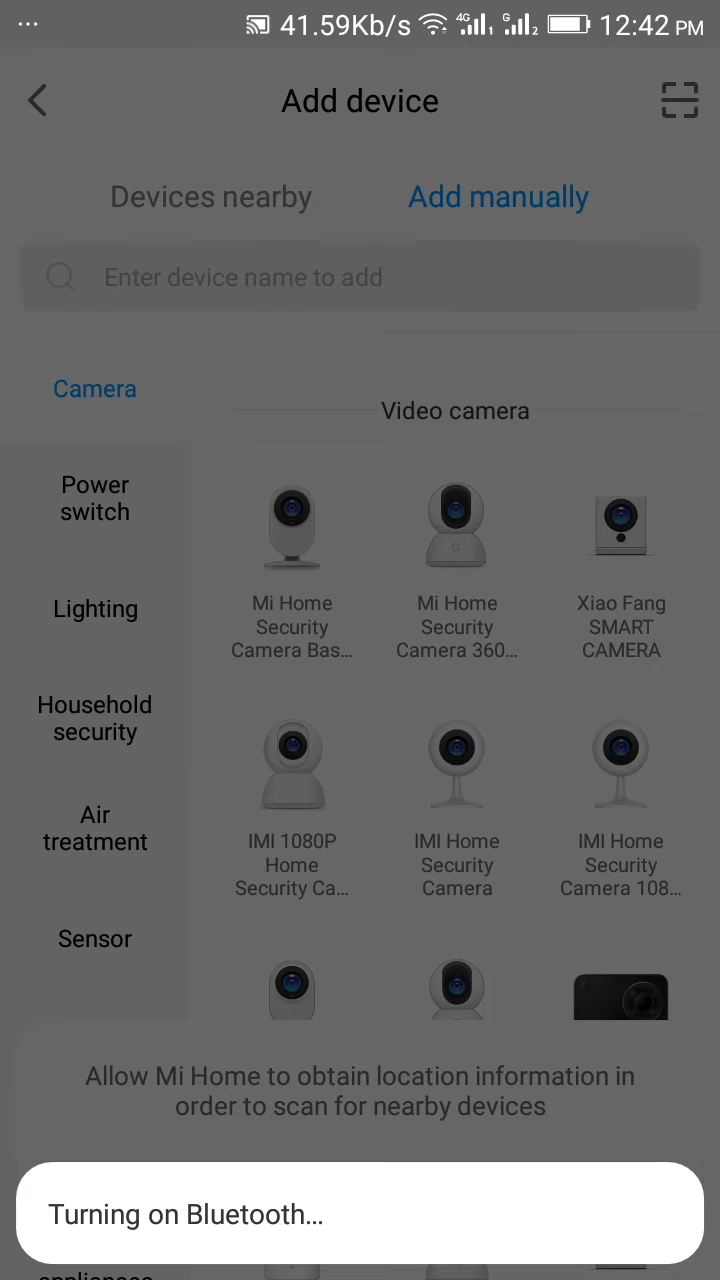 ... 41.59Kb/s 4G 1 G 2 12:42 PM
Add device
Devices nearby Add manually
Enter device name to add
Camera
Video camera
Power
switch
Lighting
Household
security
Air
treatment
Sensor
Mi Home
Security
Camera Bas...
Mi Home
Security
Camera 360...
Xiao Fang
SMART
CAMERA
IMI 1080P
Home
Security Ca...
IMI Home
Security
Camera
IMI Home
Security
Camera 108...
Allow Mi Home to obtain location information in
order to scan for nearby devices
Turning on Bluetooth...
appliances